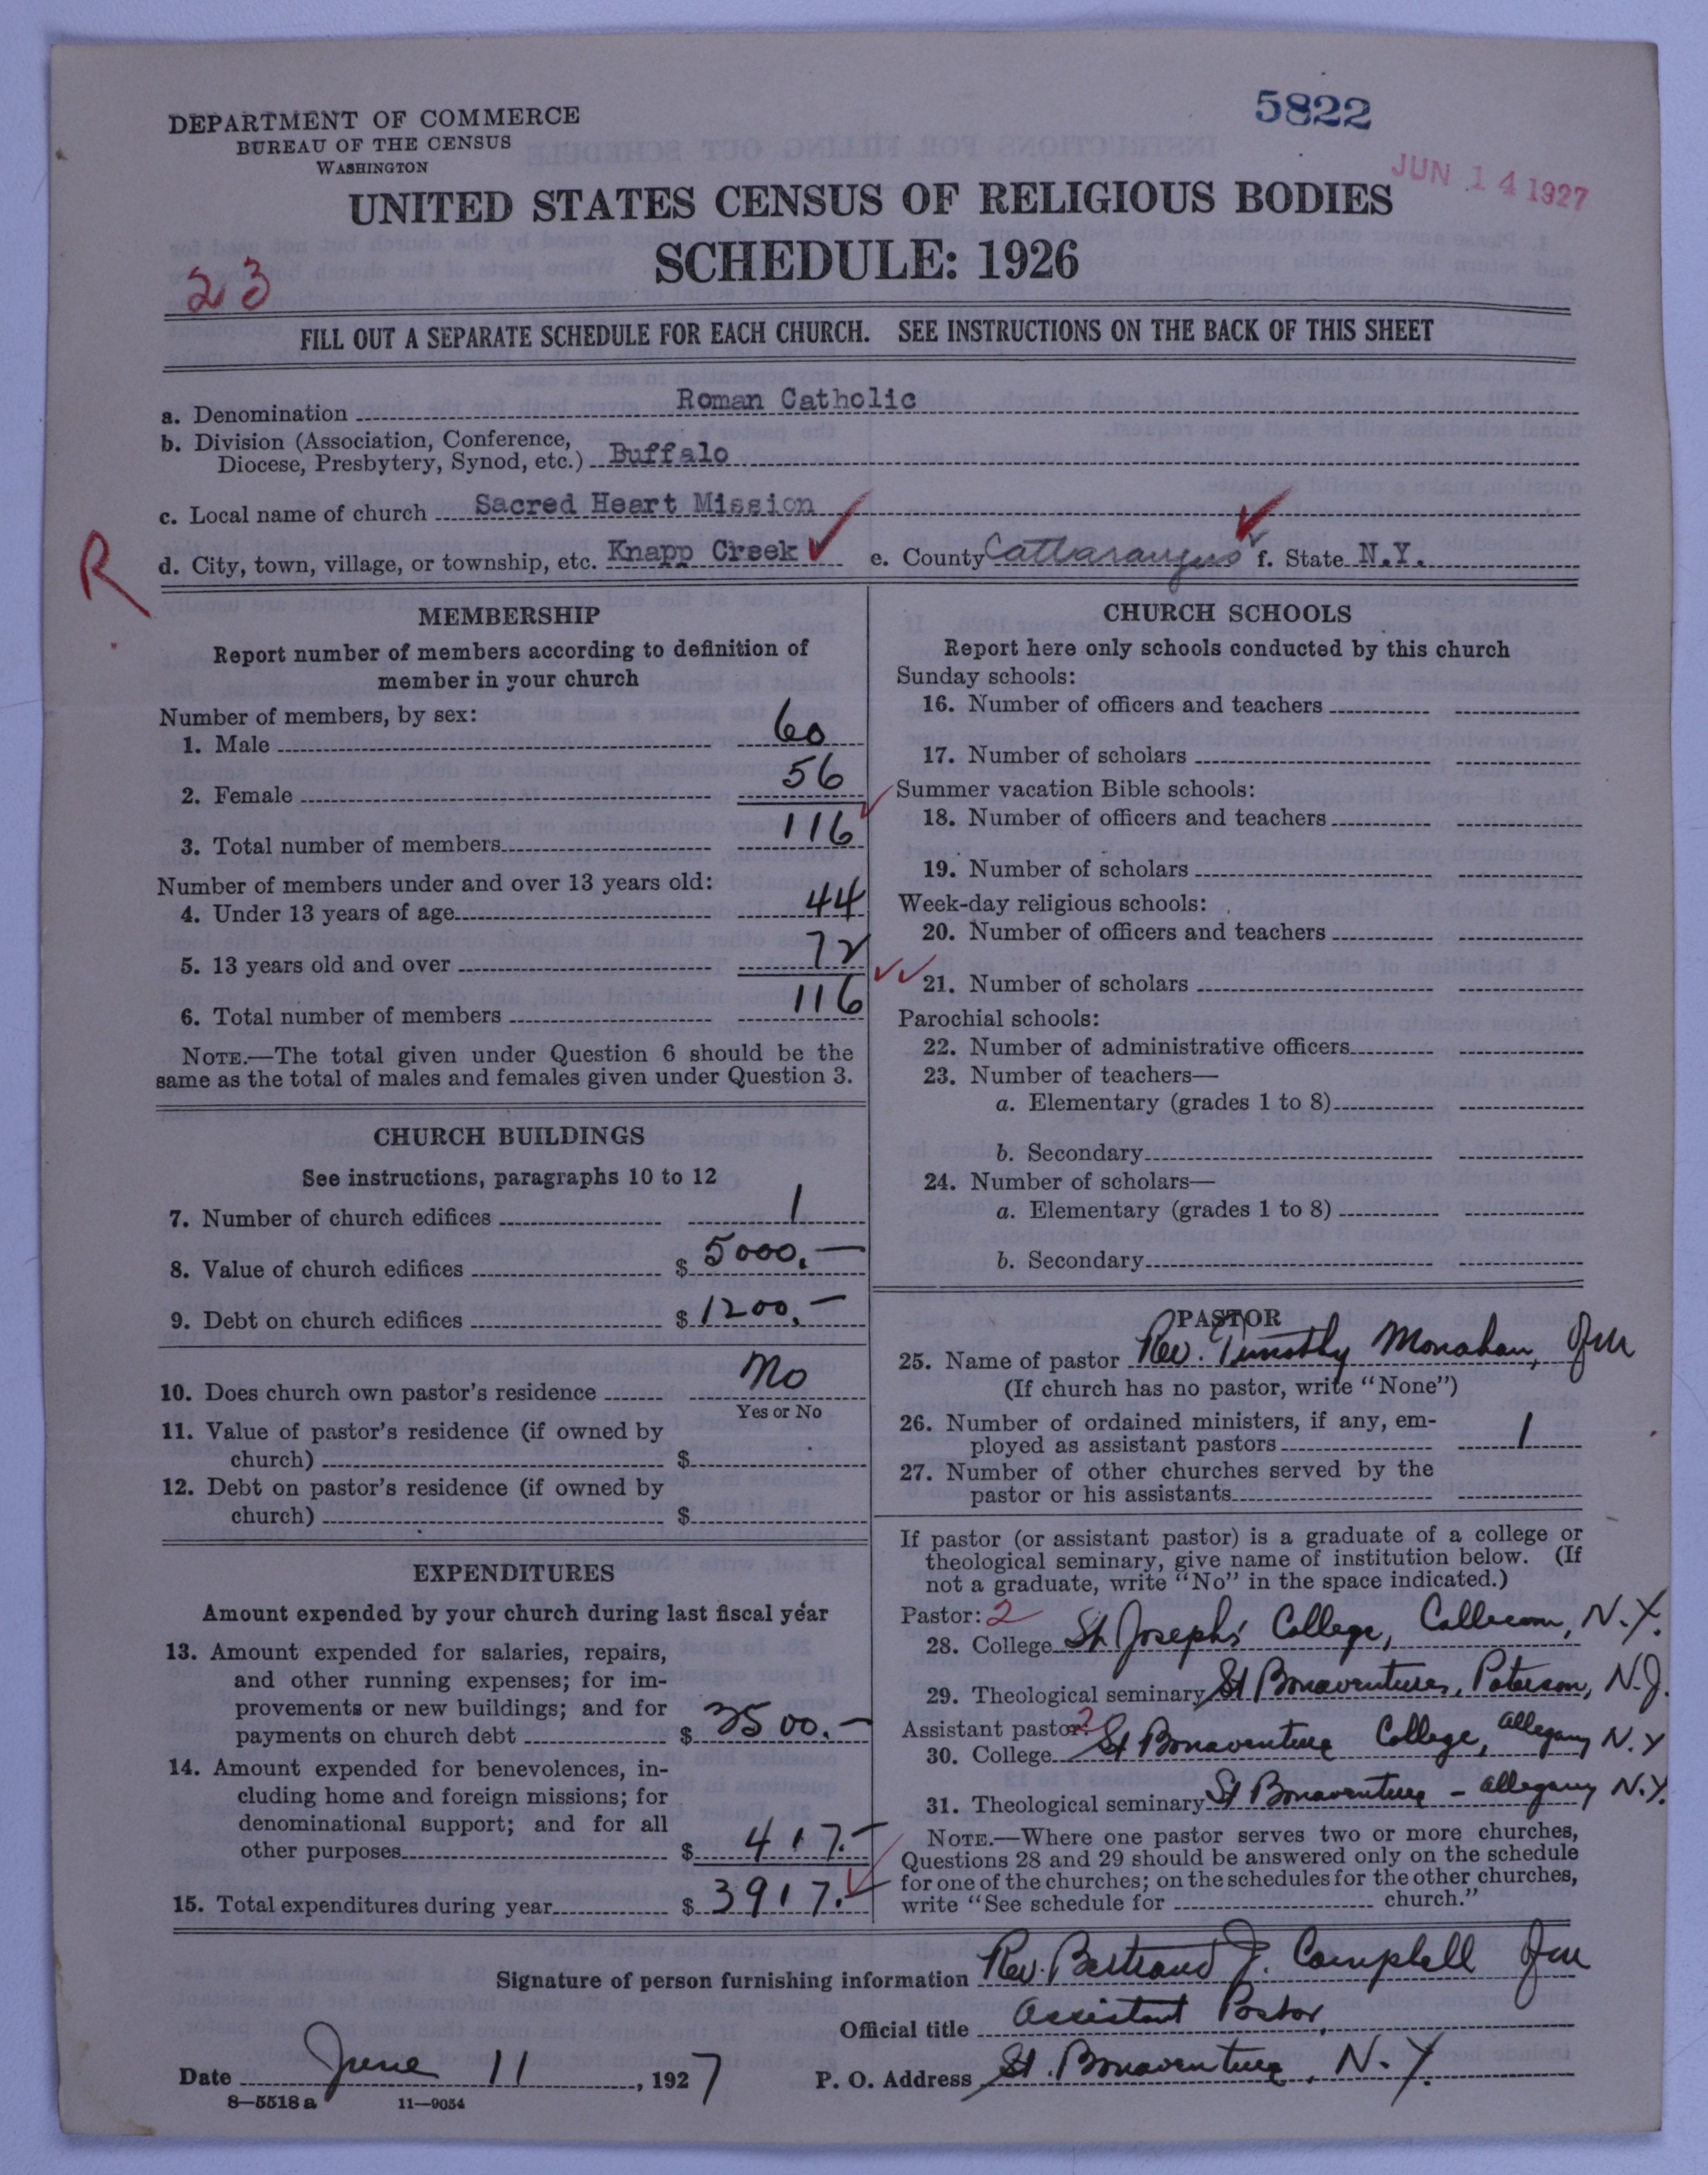 5822
DEPARTMENT OF COMMERCE
BUREAU OF THE CENSUS
WASHINGTON
JUN 14 1927
UNITED STATES CENSUS OF RELIGIOUS BODIES
SCHEDULE: 1926
23
FILL OUT A SEPARATE SCHEDULE FOR EACH CHURCH. SEE INSTRUCTIONS ON THE BACK OF THIS SHEET
a. Denomination Roman Catholic
b. Division (Association, Conference,
Diocese, Presbytery, Synod, etc.) Buffalo
c. Local name of church Sacred Heart Mission
R
d. City, town, village, or township, etc. Knapp Creek e. County Cattaraugus f. State N.Y.
MEMBERSHIP
Report number of members according to definition of
member in your church
Number of members, by sex:
1. Male 60
2. Female 56
3. Total number of members 116
Number of members under and over 13 years old:
4. Under 13 years of age 44
5. 13 years old and over 72
6. Total number of members 116
NOTE.—The total given under Question 6 should be the
same as the total of males and females given under Question 3.
CHURCH BUILDINGS
See instructions, paragraphs 10 to 12
7. Number of church edifices 1
8. Value of church edifices $ 5000.—
9. Debt on church edifices $ 1200.—
10. Does church own pastor's residence No
Yes or No
11. Value of pastor's residence (if owned by
church) $
12. Debt on pastor's residence (if owned by
church) $
EXPENDITURES
Amount expended by your church during last fiscal year
13. Amount expended for salaries, repairs,
and other running expenses; for im-
provements or new buildings; and for
payments on church debt $ 3500.—
14. Amount expended for benevolences, in-
cluding home and foreign missions; for
denominational support; and for all
other purposes $ 417.—
15. Total expenditures during year $ 3917.—
CHURCH SCHOOLS
Report here only schools conducted by this church
Sunday schools:
16. Number of officers and teachers
17. Number of scholars
Summer vacation Bible schools:
18. Number of officers and teachers
19. Number of scholars
Week-day religious schools:
20. Number of officers and teachers
21. Number of scholars
Parochial schools:
22. Number of administrative officers
23. Number of teachers—
a. Elementary (grades 1 to 8)
b. Secondary
24. Number of scholars—
a. Elementary (grades 1 to 8)
b. Secondary
PASTOR
25. Name of pastor Rev. Timothy Monahan, ofm
(If church has no pastor, write "None")
26. Number of ordained ministers, if any, em-
ployed as assistant pastors 1
27. Number of other churches served by the
pastor or his assistants
If pastor (or assistant pastor) is a graduate of a college or
theological seminary, give name of institution below. (If
not a graduate, write "No" in the space indicated.)
Pastor: 2
28. College St Joseph's College, Callicoon, N.Y.
29. Theological seminary St Bonaventures, Paterson, N.J.
Assistant pastor: 2
30. College St Bonaventure College, Allegany N.Y
31. Theological seminary St Bonaventure – Allegany N.Y.
NOTE.—Where one pastor serves two or more churches,
Questions 28 and 29 should be answered only on the schedule
for one of the churches; on the schedules for the other churches,
write "See schedule for church."
Signature of person furnishing information Rev. Bertrand J. Campbell ofm
Official title Assistant Pastor,
Date June 11, 1927 P. O. Address St. Bonaventure, N.Y.
8—5518 a 11—9054